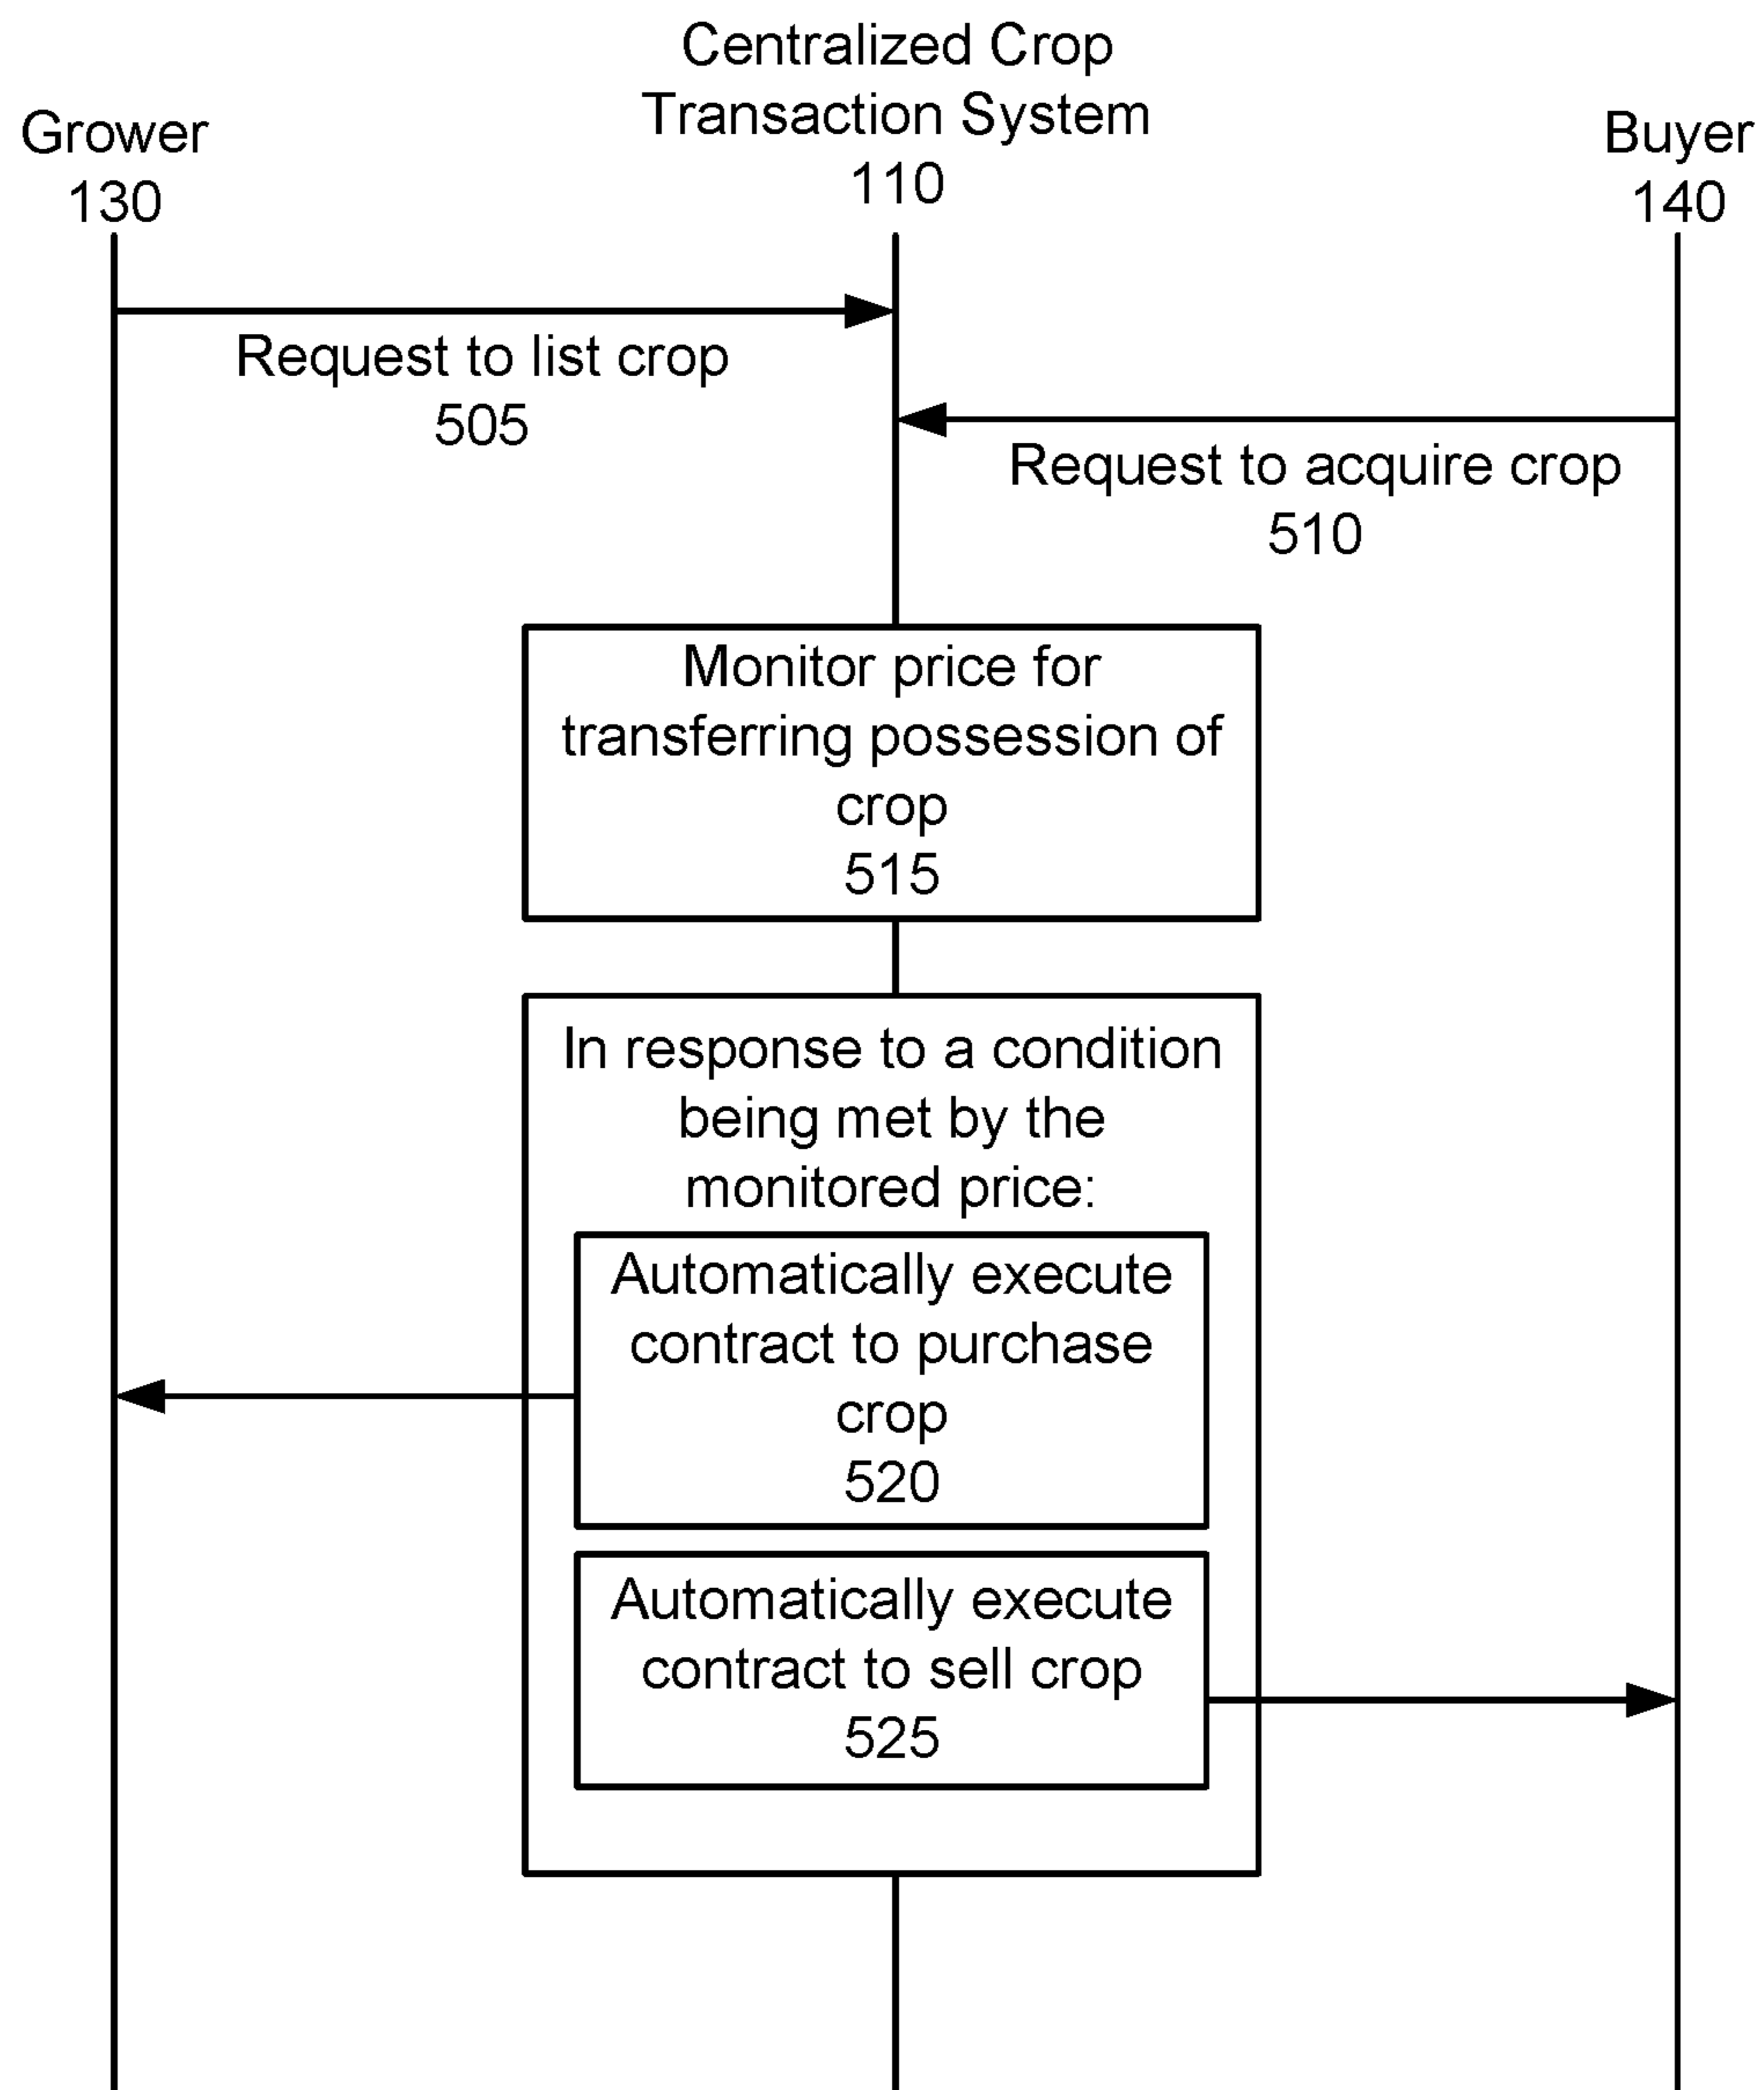 Centralized Crop
Transaction System
110
Grower
130
Buyer
140
Request to list crop
505
Request to acquire crop
510
Monitor price for
transferring possession of
crop
515
In response to a condition
being met by the
monitored price:
Automatically execute
contract to purchase
crop
520
Automatically execute
contract to sell crop
525